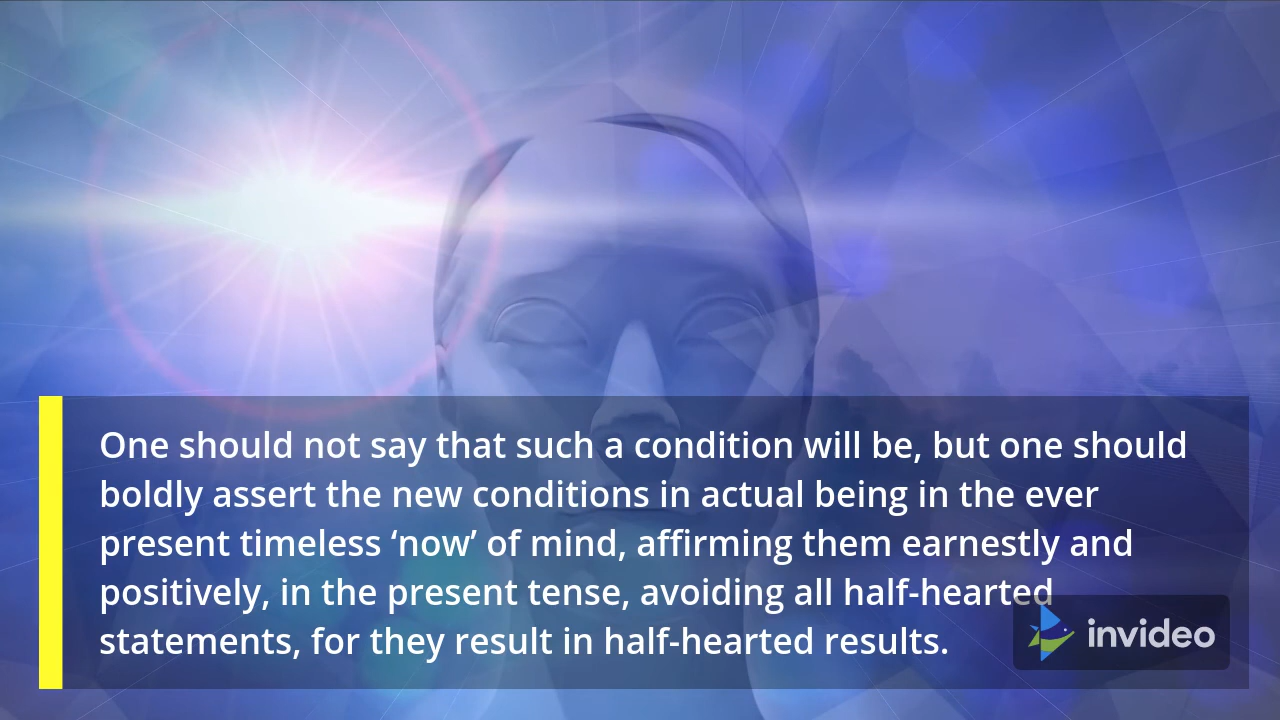 One should not say that such a condition will be, but one should
boldly assert the new conditions in actual being in the ever
present timeless ‘now’ of mind, affirming them earnestly and
positively, in the present tense, avoiding all half-hearted
statements, for they result in half-hearted results.
invideo